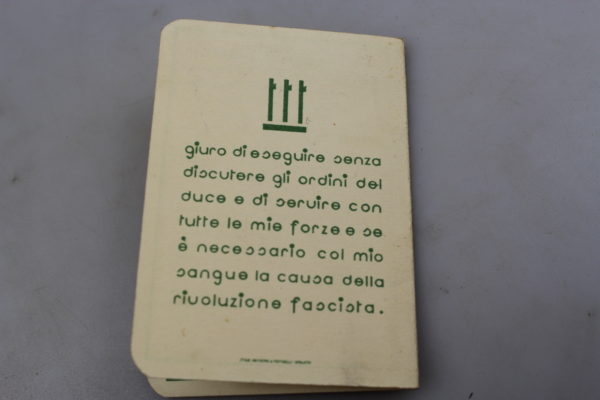 giuro di eseguire senza
discutere gli ordini del
duce e di servire con
tutte le mie forze e se
è necessario col mio
sangue la causa della
rivoluzione fascista.